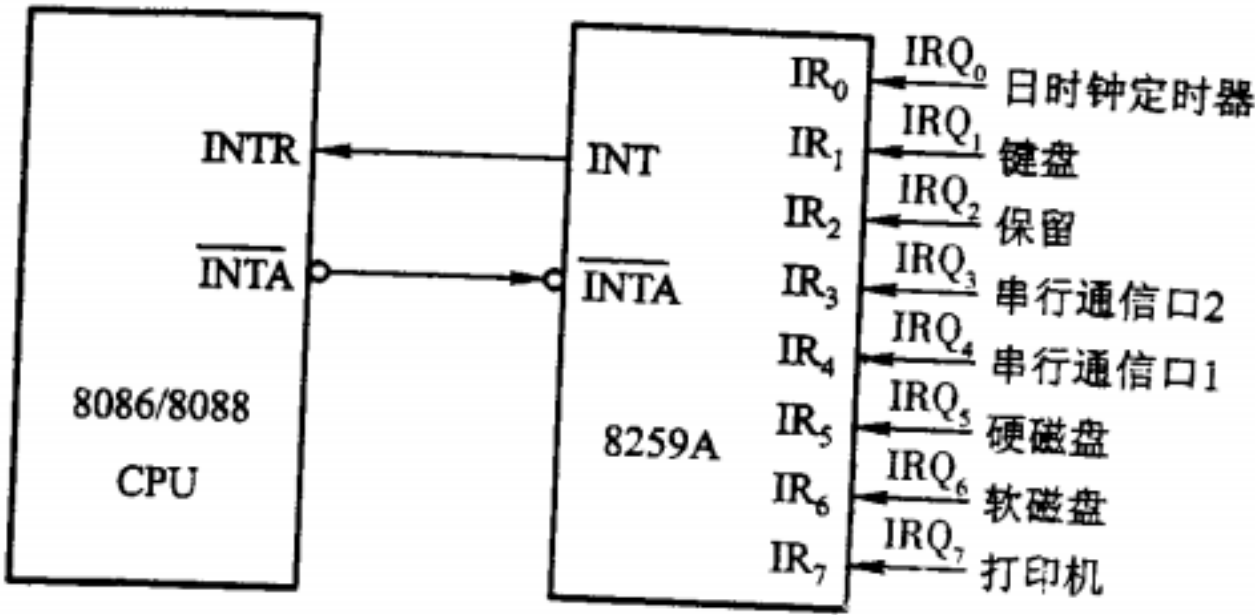 IRQ₀
IR₀ 日时钟定时器
IRQ₁
INTR INT IR₁ 键盘
IRQ₂
IR₂ 保留
IRQ₃
INTA INTA IR₃ 串行通信口2
IRQ₄
IR₄ 串行通信口1
8086/8088
IRQ₅
8259A IR₅ 硬磁盘
CPU
IRQ₆
IR₆ 软磁盘
IRQ₇
IR₇ 打印机